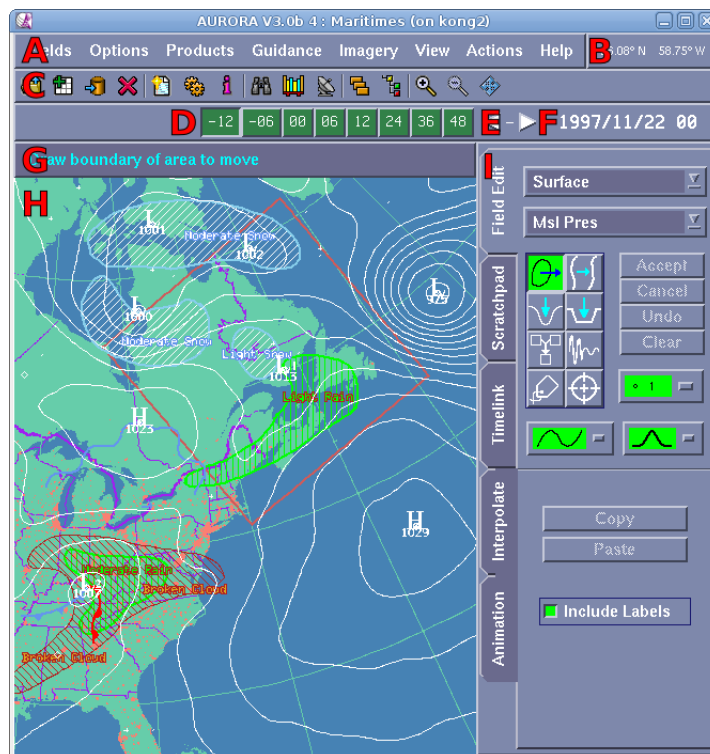 AURORA V3.0b 4 : Maritimes (on kong2)
A elds Options Products Guidance Imagery View Actions Help B .08° N 58.75° W
C
D -12 -06 00 06 12 24 36 48 E - F 1997/11/22 00
G aw boundary of area to move
H
I
Field Edit
Surface
Msl Pres
L
1001
Moderate Snow
L
1002
L
L
1000
Moderate Snow
Light Snow
L
1013
Light Rain
H
1023
H
1029
Moderate Rain
L
1007
Broken Cloud
Broken Cloud
Scratchpad
Accept
Cancel
Undo
Clear
Timelink
1
Interpolate
Copy
Paste
Animation
Include Labels